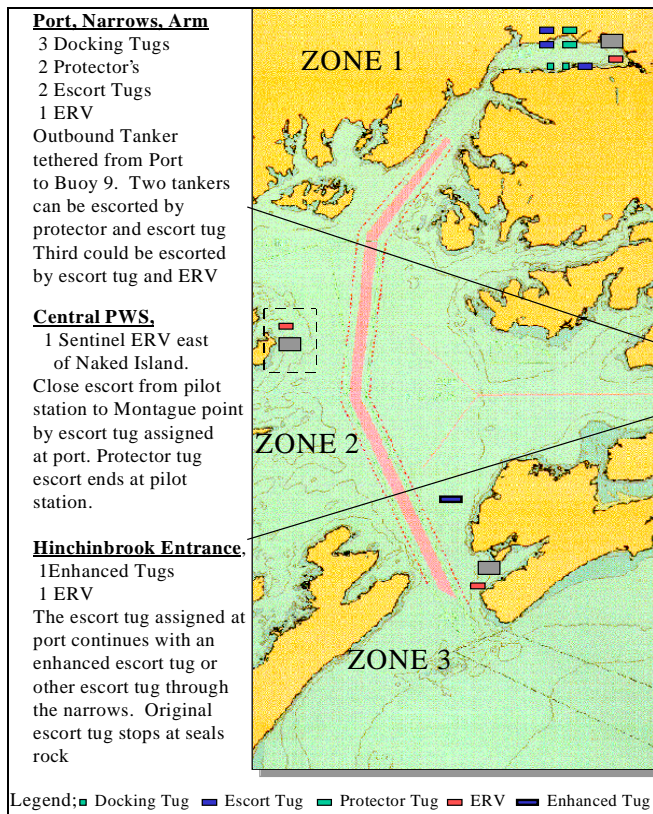 Port, Narrows, Arm
3 Docking Tugs
2 Protector's
2 Escort Tugs
1 ERV
Outbound Tanker
tethered from Port
to Buoy 9. Two tankers
can be escorted by
protector and escort tug
Third could be escorted
by escort tug and ERV
Central PWS,
1 Sentinel ERV east
of Naked Island.
Close escort from pilot
station to Montague point
by escort tug assigned
at port. Protector tug
escort ends at pilot
station.
Hinchinbrook Entrance,
1Enhanced Tugs
1 ERV
The escort tug assigned at
port continues with an
enhanced escort tug or
other escort tug through
the narrows. Original
escort tug stops at seals
rock
ZONE 1
ZONE 2
ZONE 3
Legend; Docking Tug Escort Tug Protector Tug ERV Enhanced Tug